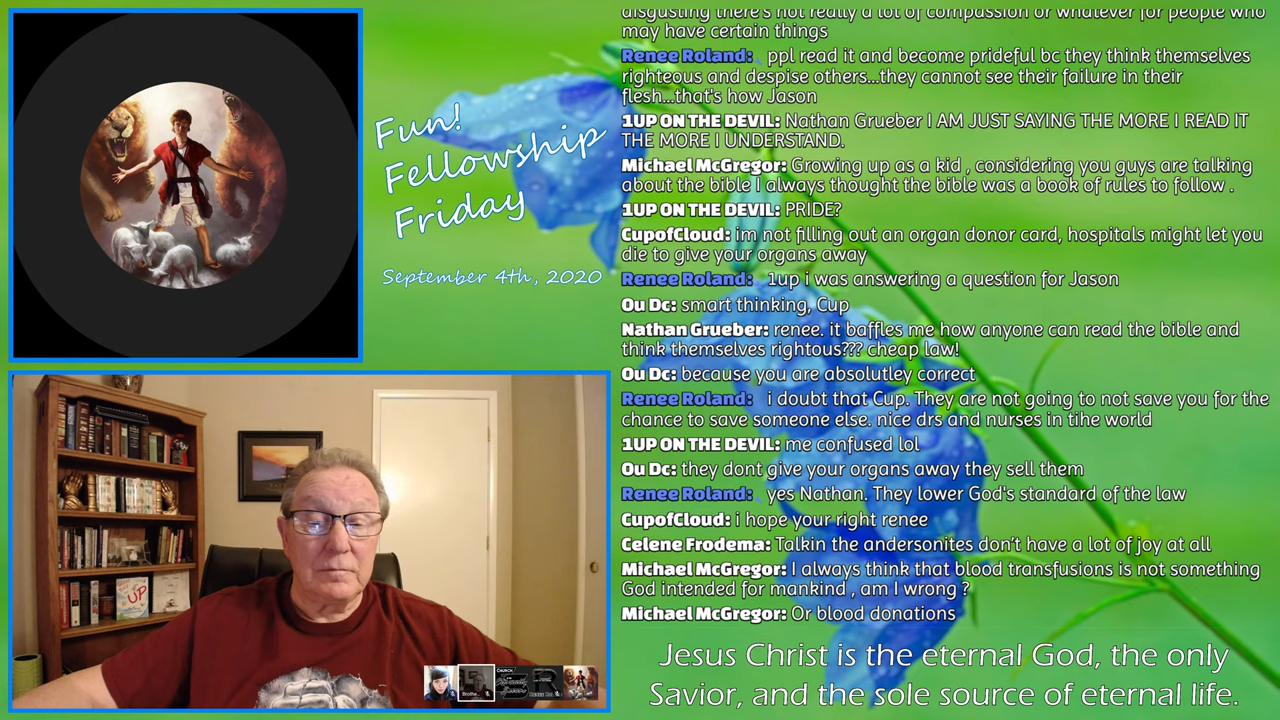 Fun!
Fellowship
Friday
September 4th, 2020
disgusting there's not really a lot of compassion or whatever for people who
may have certain things
Renee Roland: ppl read it and become prideful bc they think themselves
righteous and despise others...they cannot see their failure in their
flesh...that's how Jason
1UP ON THE DEVIL: Nathan Grueber I AM JUST SAYING THE MORE I READ IT
THE MORE I UNDERSTAND.
Michael McGregor: Growing up as a kid , considering you guys are talking
about the bible I always thought the bible was a book of rules to follow .
1UP ON THE DEVIL: PRIDE?
CupofCloud: im not filling out an organ donor card, hospitals might let you
die to give your organs away
Renee Roland: 1up i was answering a question for Jason
Ou Dc: smart thinking, Cup
Nathan Grueber: renee. it baffles me how anyone can read the bible and
think themselves rightous??? cheap law!
Ou Dc: because you are absolutley correct
Renee Roland: i doubt that Cup. They are not going to not save you for the
chance to save someone else. nice drs and nurses in tihe world
1UP ON THE DEVIL: me confused lol
Ou Dc: they dont give your organs away they sell them
Renee Roland: yes Nathan. They lower God's standard of the law
CupofCloud: i hope your right renee
Celene Frodema: Talkin the andersonites don't have a lot of joy at all
Michael McGregor: I always think that blood transfusions is not something
God intended for mankind , am I wrong ?
Michael McGregor: Or blood donations
Jesus Christ is the eternal God, the only
Savior, and the sole source of eternal life.
UP
Brothe...
CHURCH